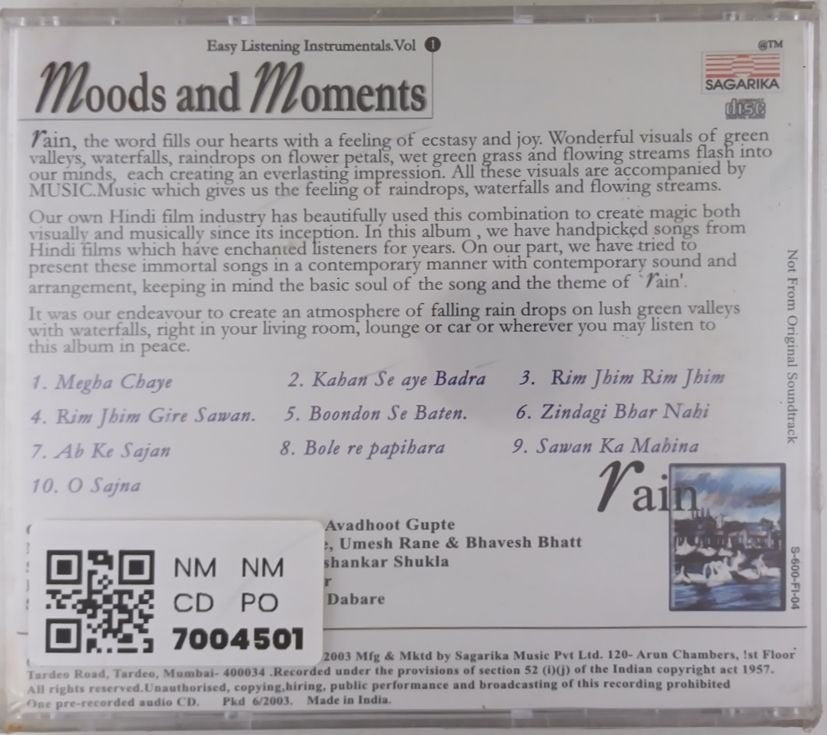 Easy Listening Instrumentals.Vol 1
Moods and Moments
®TM
SAGARIKA
disc
rain, the word fills our hearts with a feeling of ecstasy and joy. Wonderful visuals of green
valleys, waterfalls, raindrops on flower petals, wet green grass and flowing streams flash into
our minds, each creating an everlasting impression. All these visuals are accompanied by
MUSIC.Music which gives us the feeling of raindrops, waterfalls and flowing streams.
Our own Hindi film industry has beautifully used this combination to create magic both
visually and musically since its inception. In this album , we have handpicked songs from
Hindi films which have enchanted listeners for years. On our part, we have tried to
present these immortal songs in a contemporary manner with contemporary sound and
arrangement, keeping in mind the basic soul of the song and the theme of 'rain'.
It was our endeavour to create an atmosphere of falling rain drops on lush green valleys
with waterfalls, right in your living room, lounge or car or wherever you may listen to
this album in peace.
Not From Original Soundtrack
1. Megha Chaye 2. Kahan Se aye Badra 3. Rim Jhim Rim Jhim
4. Rim Jhim Gire Sawan. 5. Boondon Se Baten. 6. Zindagi Bhar Nahi
7. Ab Ke Sajan 8. Bole re papihara 9. Sawan Ka Mahina
10. O Sajna
rain
Avadhoot Gupte
, Umesh Rane & Bhavesh Bhatt
shankar Shukla
r
Dabare
S-600-FI-04
NM NM
CD PO
7004501
2003 Mfg & Mktd by Sagarika Music Pvt Ltd. 120- Arun Chambers, !st Floor
Tardeo Road, Tardeo, Mumbai- 400034 .Recorded under the provisions of section 52 (i)(j) of the Indian copyright act 1957.
All rights reserved.Unauthorised, copying,hiring, public performance and broadcasting of this recording prohibited
One pre-recorded audio CD. Pkd 6/2003. Made in India.